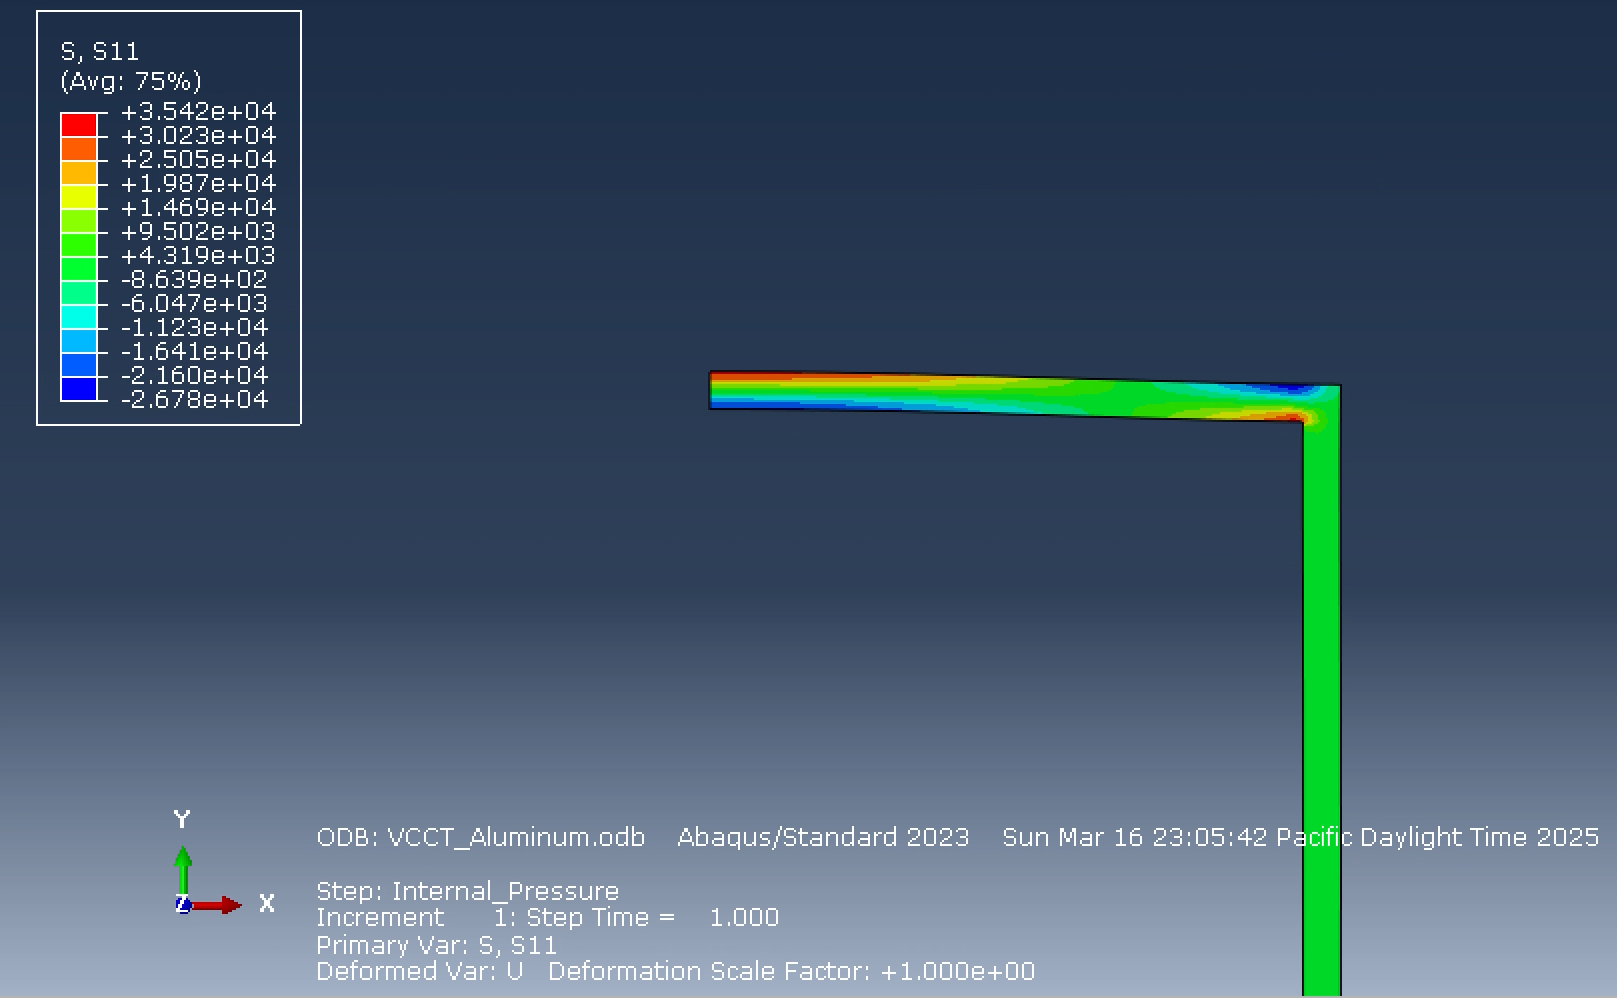 S, S11
(Avg: 75%)
+3.542e+04
+3.023e+04
+2.505e+04
+1.987e+04
+1.469e+04
+9.502e+03
+4.319e+03
-8.639e+02
-6.047e+03
-1.123e+04
-1.641e+04
-2.160e+04
-2.678e+04
Y
Z X
ODB: VCCT_Aluminum.odb Abaqus/Standard 2023 Sun Mar 16 23:05:42 Pacific Daylight Time 2025
Step: Internal_Pressure
Increment 1: Step Time = 1.000
Primary Var: S, S11
Deformed Var: U Deformation Scale Factor: +1.000e+00